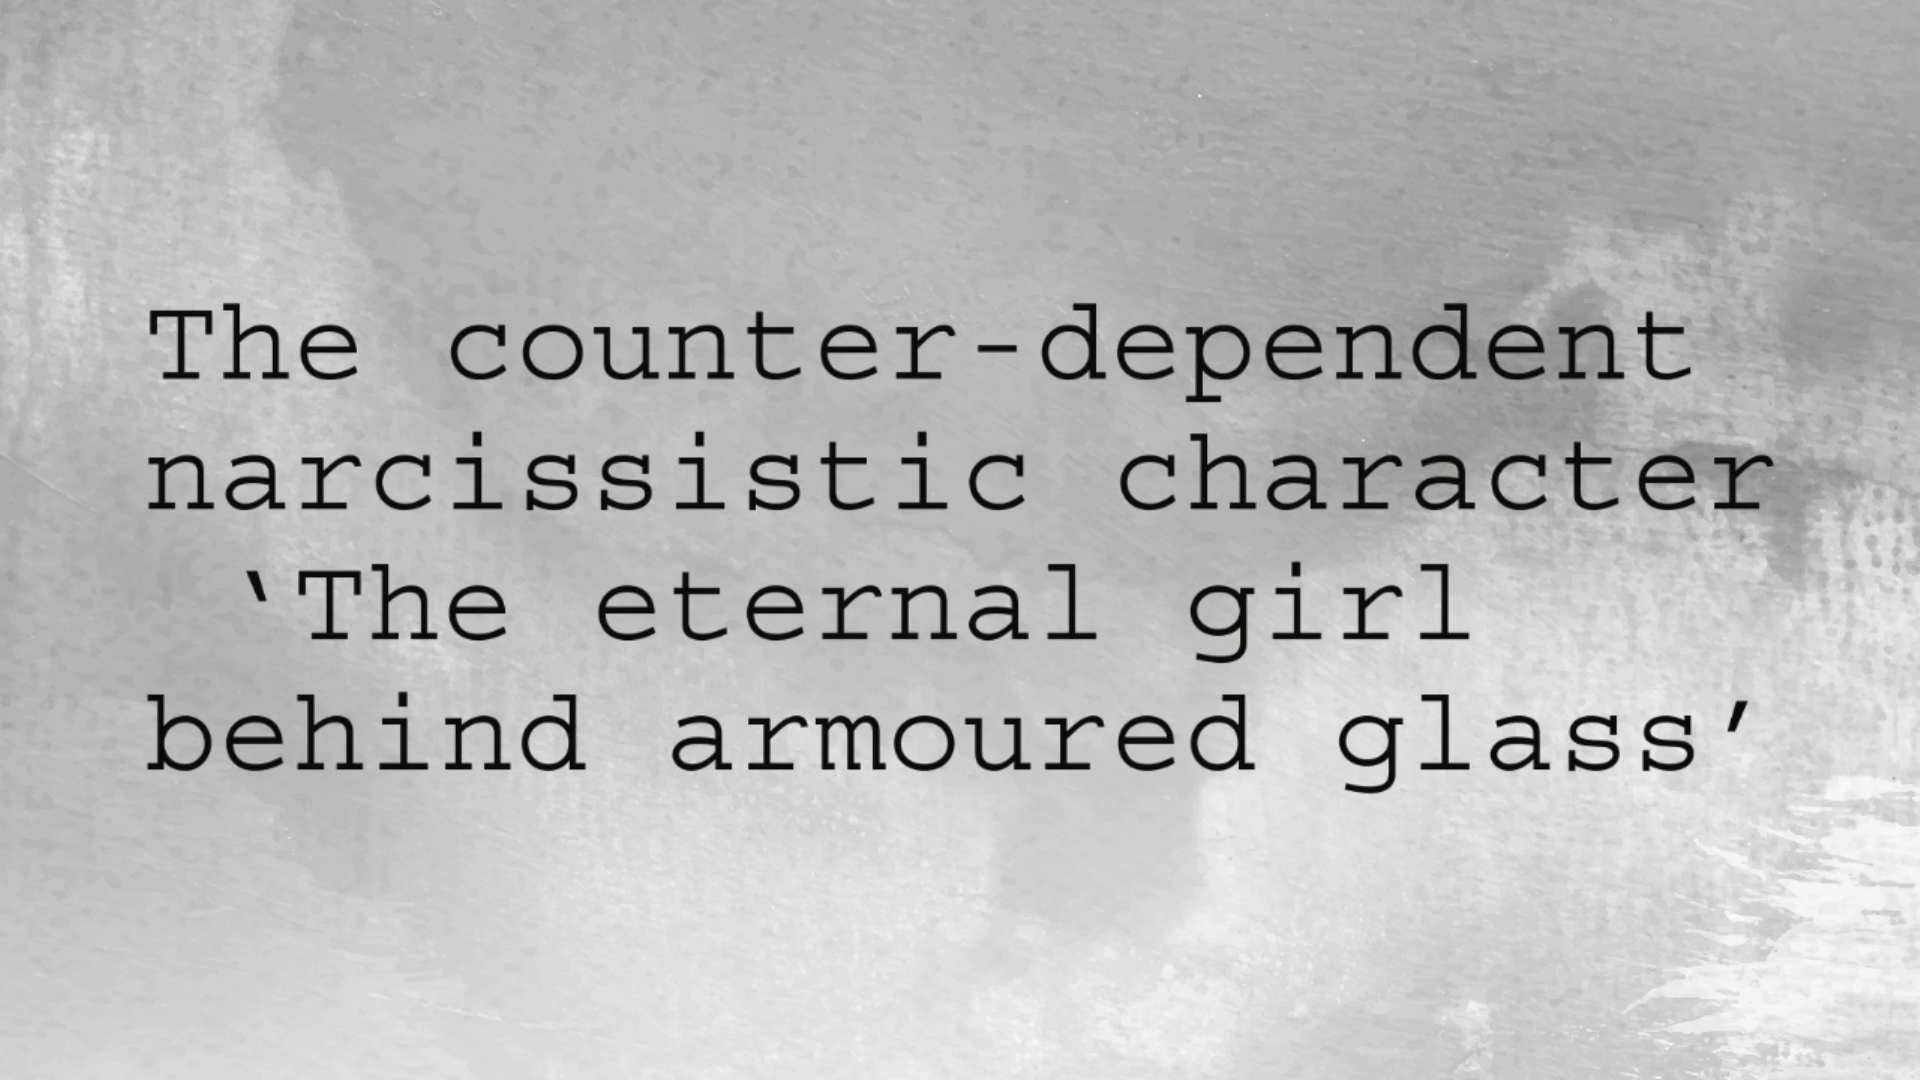 The counter-dependent
narcissistic character
‘The eternal girl
behind armoured glass’